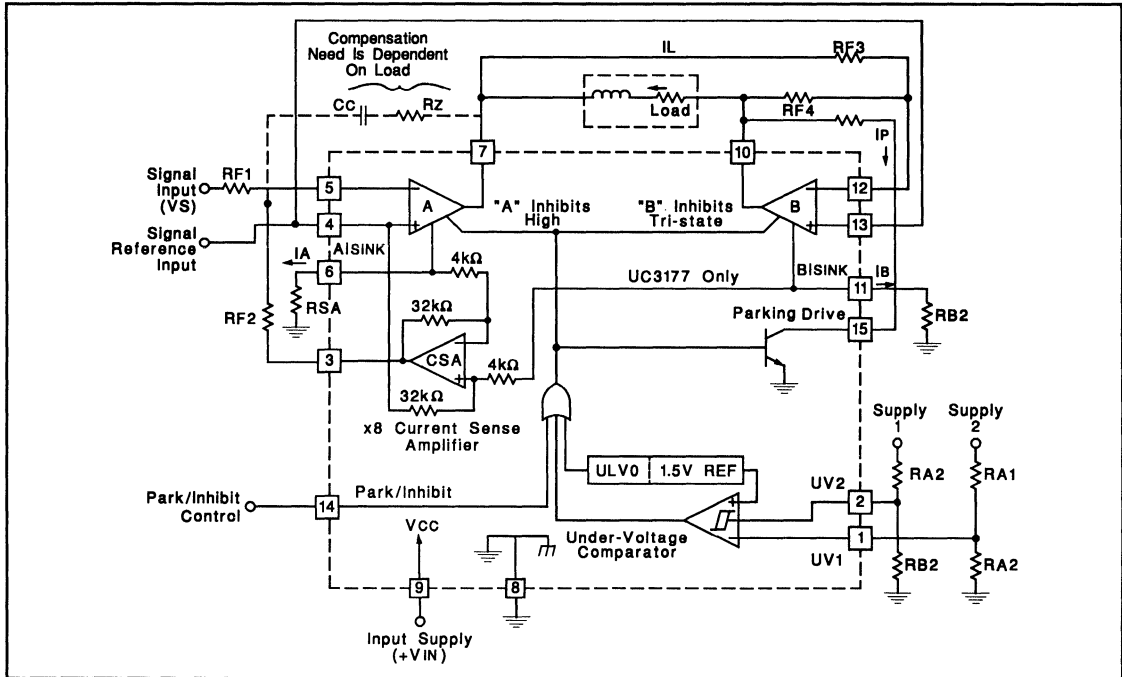 Compensation
Need Is Dependent
On Load
IL
RF3
Cc
Rz
Load
RF4
IP
7
10
Signal
Input
(VS)
RF1
5
A
"A" Inhibits
High
"B" Inhibits
Tri-state
B
12
4
13
Signal
Reference
Input
IA
AISINK
6
4kΩ
UC3177 Only
BISINK
11
IB
RSA
32kΩ
Parking Drive
15
RB2
RF2
3
CSA
4kΩ
32kΩ
x8 Current Sense
Amplifier
Supply
1
Supply
2
ULVO
1.5V REF
RA2
RA1
Park/Inhibit
Control
14
Park/Inhibit
UV2
2
Under-Voltage
Comparator
UV1
1
Vcc
RB2
RA2
9
8
Input Supply
(+VIN)